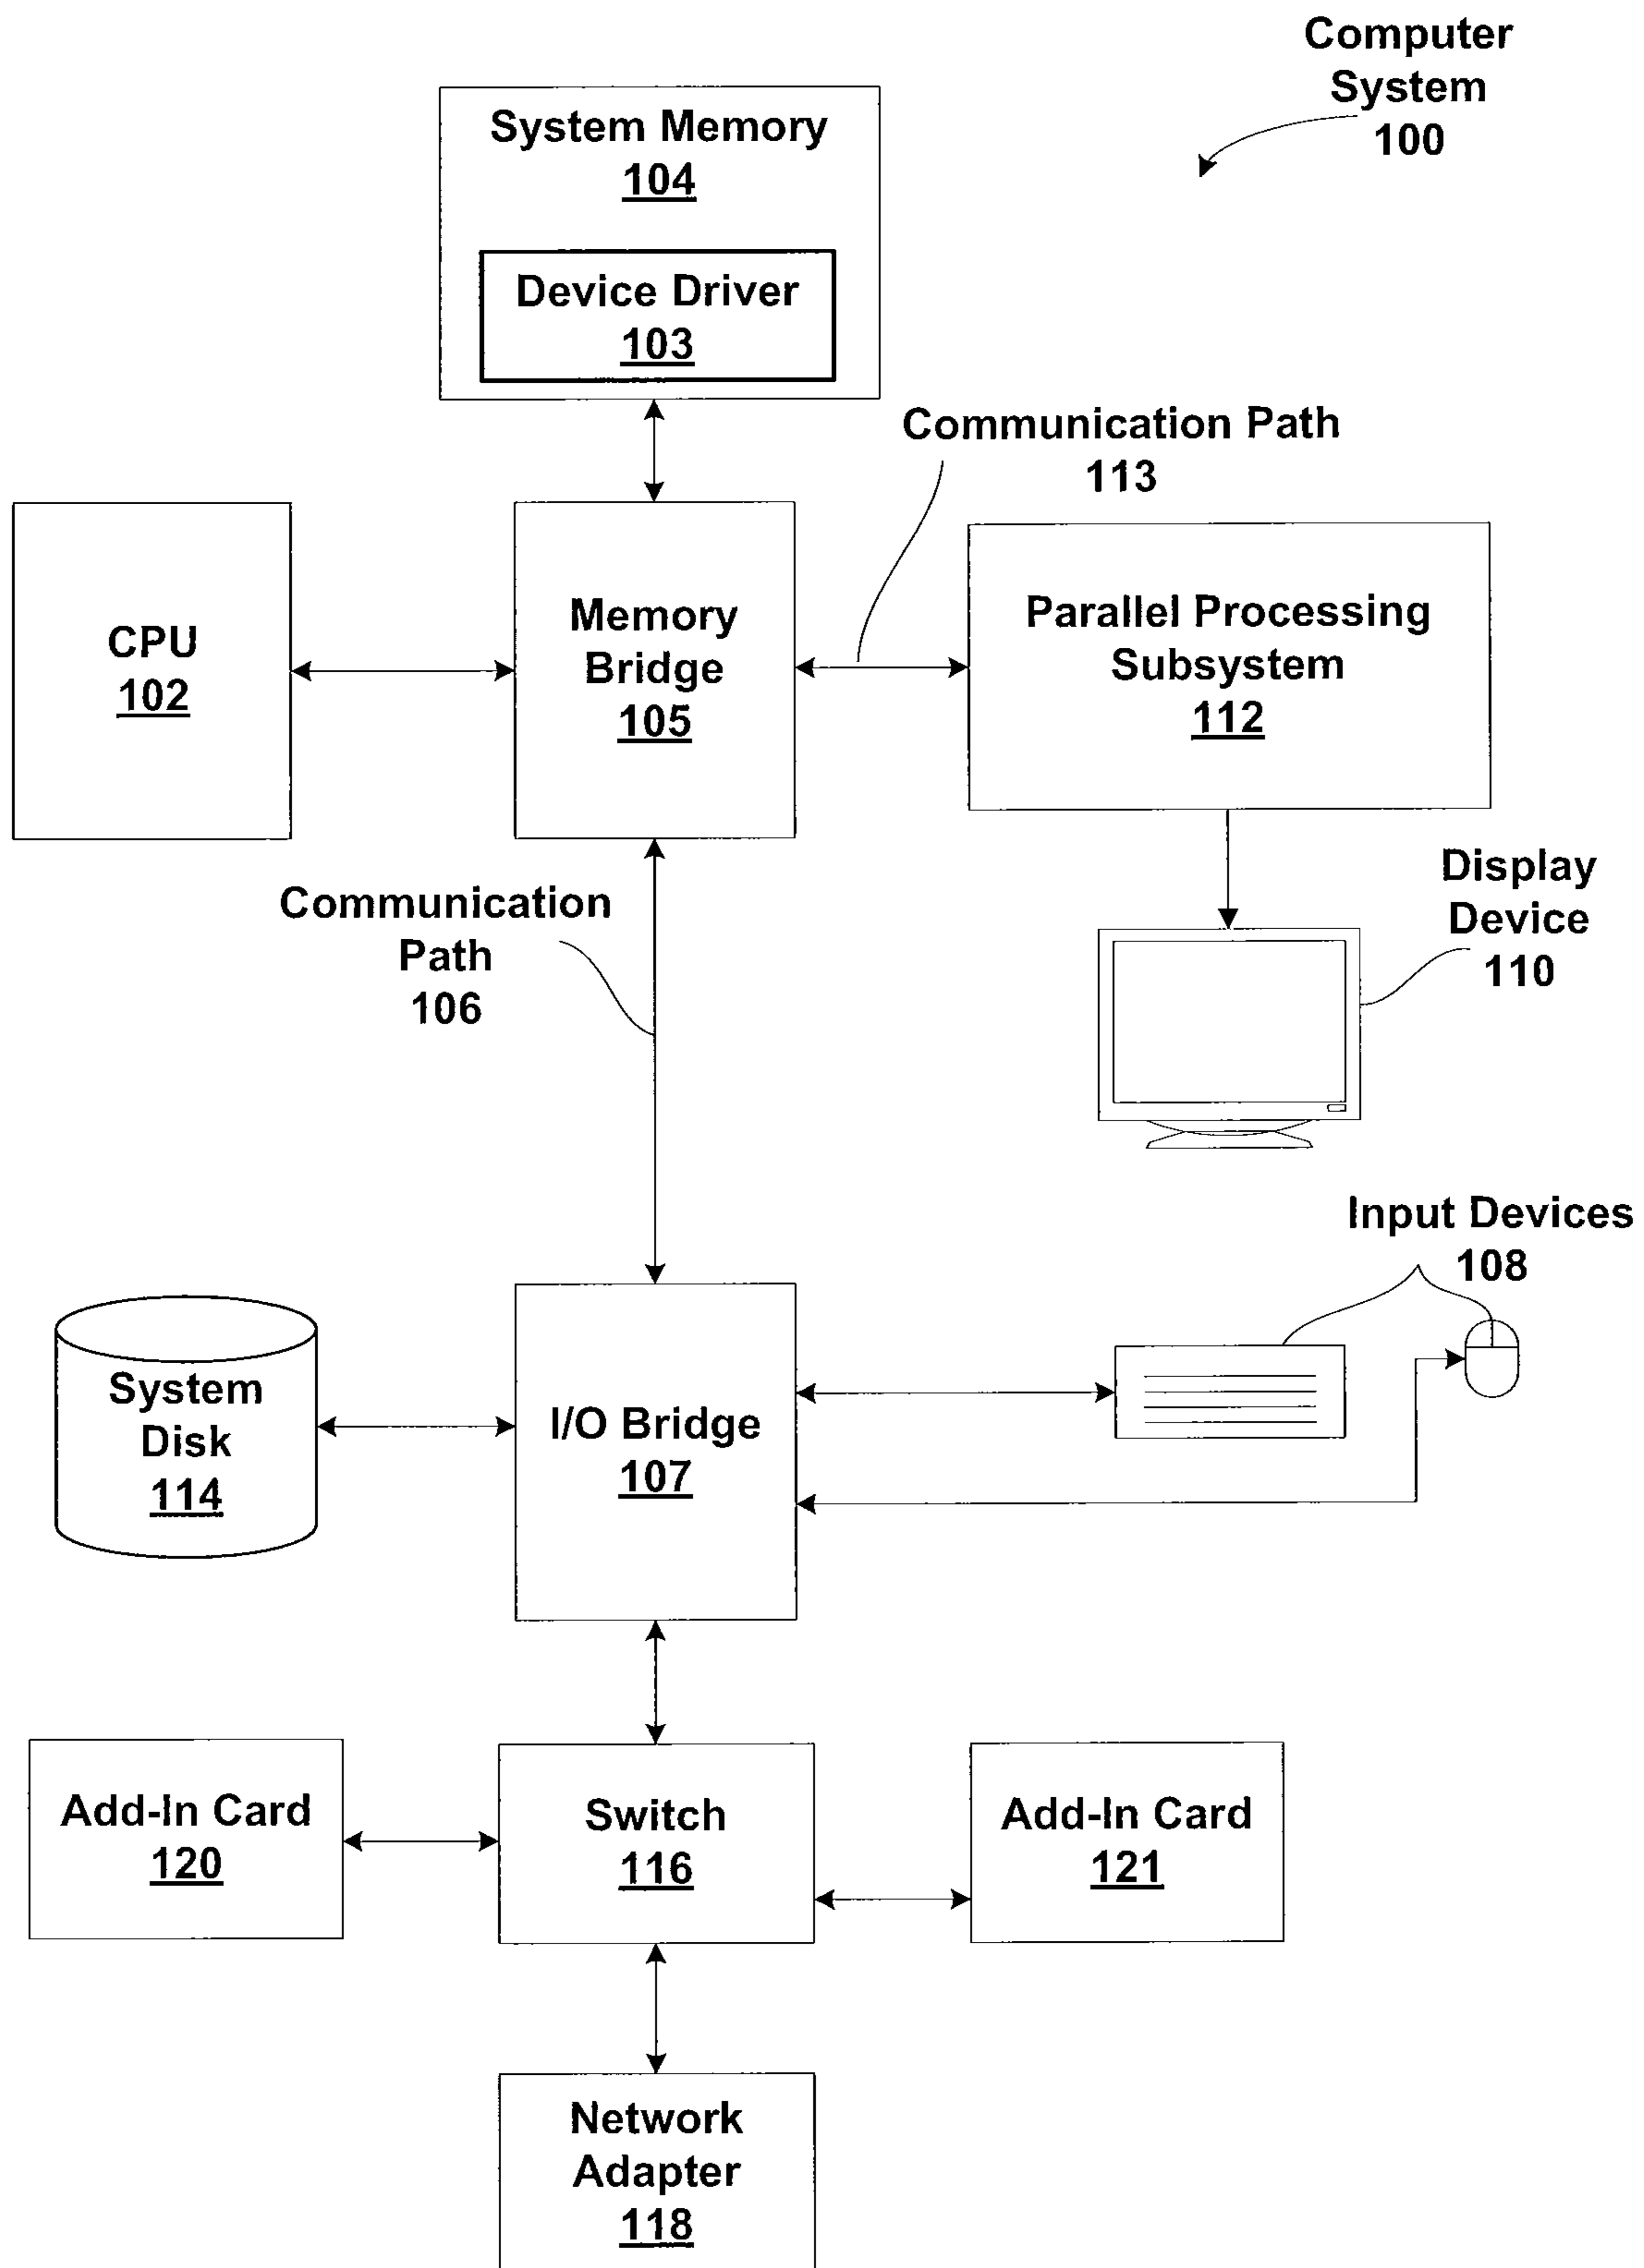 Computer
System
100
System Memory
104
Device Driver
103
Communication Path
113
CPU
102
Memory
Bridge
105
Parallel Processing
Subsystem
112
Communication
Path
106
Display
Device
110
Input Devices
108
System
Disk
114
I/O Bridge
107
Add-In Card
120
Switch
116
Add-In Card
121
Network
Adapter
118